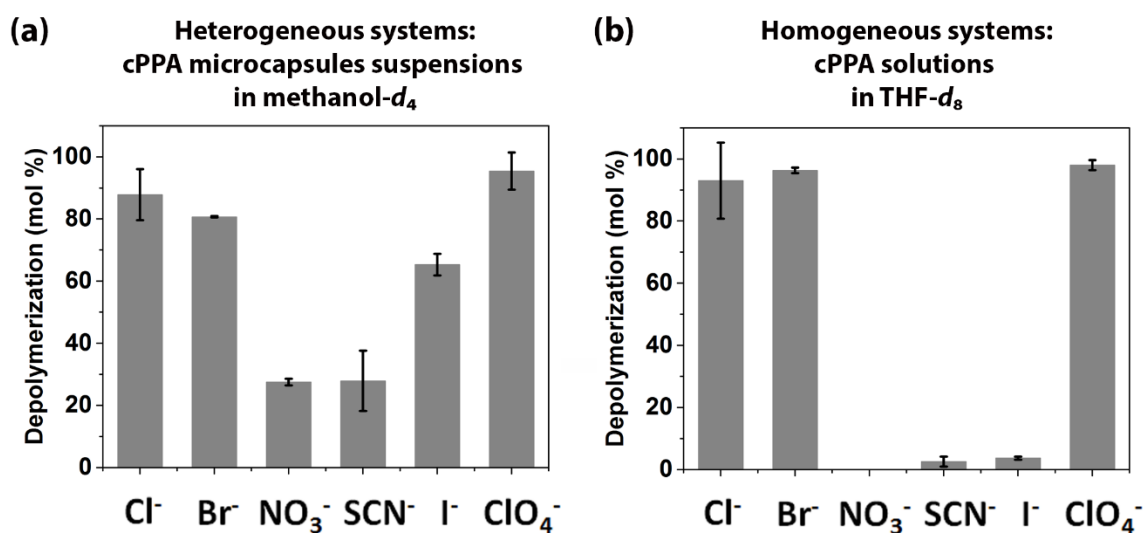 (a)
Heterogeneous systems:
cPPA microcapsules suspensions
in methanol-d₄
Depolymerization (mol %)
100
80
60
40
20
0
Cl⁻ Br⁻ NO₃⁻ SCN⁻ I⁻ ClO₄⁻
(b)
Homogeneous systems:
cPPA solutions
in THF-d₈
Depolymerization (mol %)
100
80
60
40
20
0
Cl⁻ Br⁻ NO₃⁻ SCN⁻ I⁻ ClO₄⁻